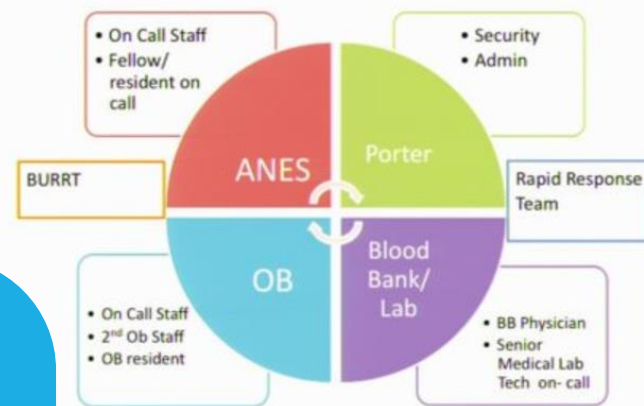 • On Call Staff
• Fellow/
resident on
call
• Security
• Admin
ANES
Porter
BURRT
Rapid Response
Team
OB
Blood
Bank/
Lab
• On Call Staff
• 2nd Ob Staff
• OB resident
• BB Physician
• Senior
Medical Lab
Tech on- call